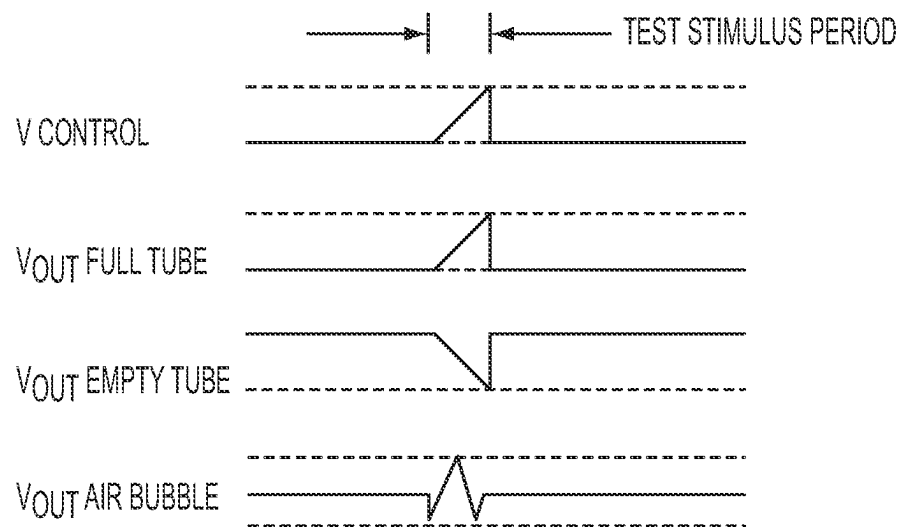 TEST STIMULUS PERIOD
V CONTROL
VOUT FULL TUBE
VOUT EMPTY TUBE
VOUT AIR BUBBLE